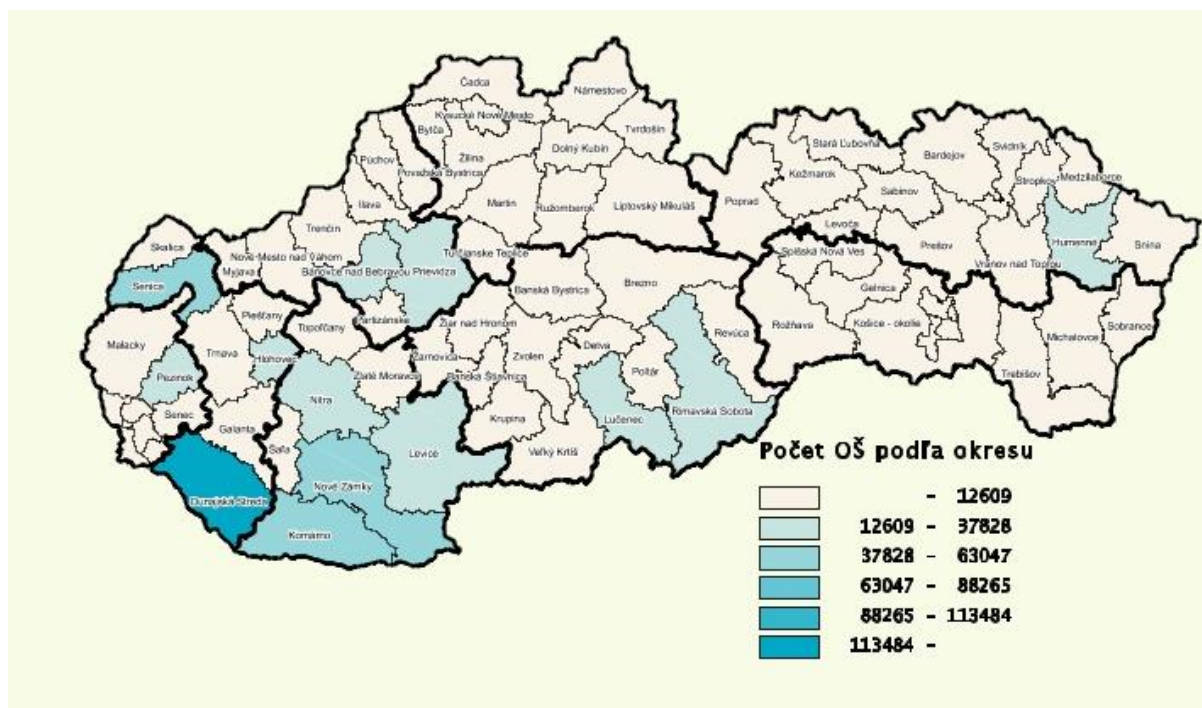 Čadca
Námestovo
Kysucké Nové Mesto
Bytča
Tvrdošín
Dolný Kubín
Žilina
Púchov
Považská Bystrica
Ilava
Martin
Ružomberok
Liptovský Mikuláš
Stará Ľubovňa
Bardejov
Svidník
Kežmarok
Stropkov
Medzilaborce
Sabinov
Poprad
Levoča
Prešov
Humenné
Snina
Vranov nad Topľou
Trenčín
Skalica
Nové Mesto nad Váhom
Myjava
Bánovce nad Bebravou
Prievidza
Turčianske Teplice
Senica
Spišská Nová Ves
Gelnica
Banská Bystrica
Brezno
Partizánske
Piešťany
Topoľčany
Žiar nad Hronom
Rožňava
Košice - okolie
Revúca
Sobrance
Michalovce
Malacky
Trnava
Hlohovec
Žarnovica
Zvolen
Detva
Poltár
Pezinok
Zlaté Moravce
Banská Štiavnica
Trebišov
Nitra
Senec
Krupina
Lučenec
Rimavská Sobota
Galanta
Šaľa
Levice
Veľký Krtíš
Dunajská Streda
Nové Zámky
Komárno
Počet OŠ podľa okresu
- 12609
12609 - 37828
37828 - 63047
63047 - 88265
88265 - 113484
113484 -